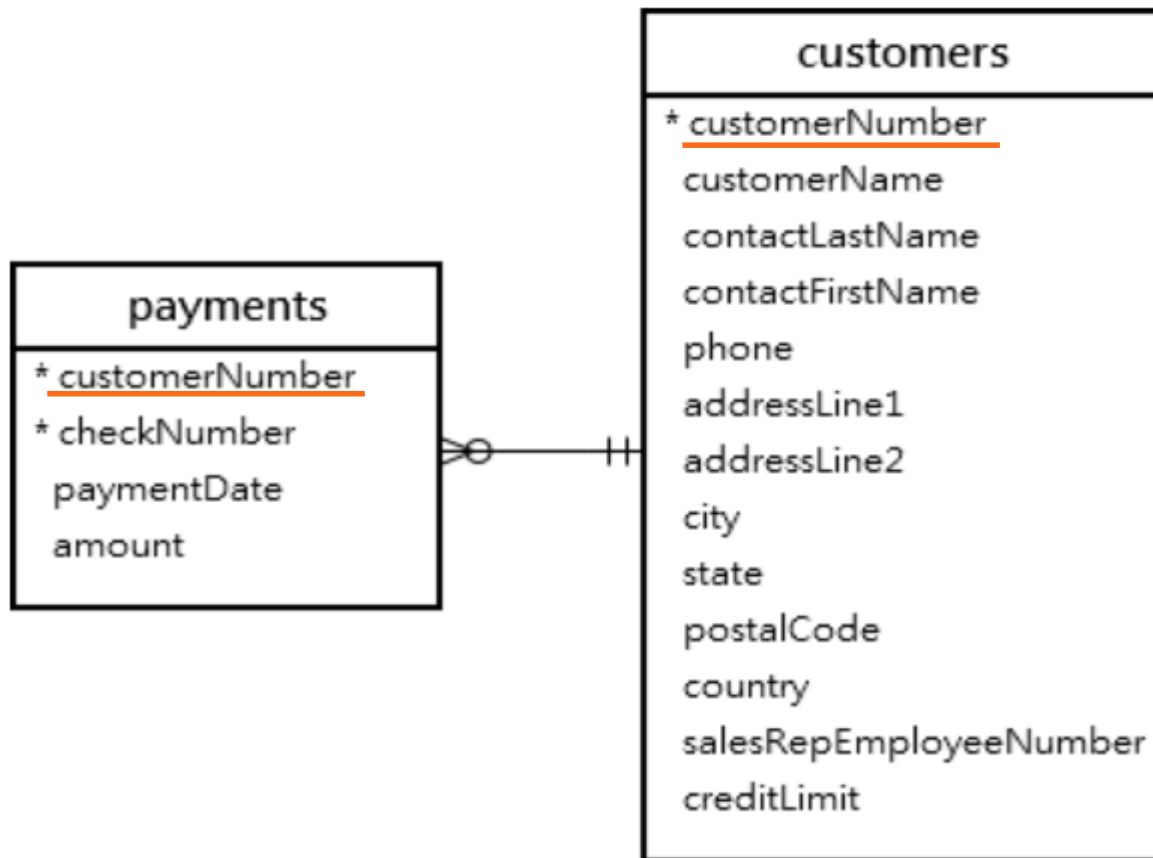 payments
* customerNumber
* checkNumber
paymentDate
amount
customers
* customerNumber
customerName
contactLastName
contactFirstName
phone
addressLine1
addressLine2
city
state
postalCode
country
salesRepEmployeeNumber
creditLimit